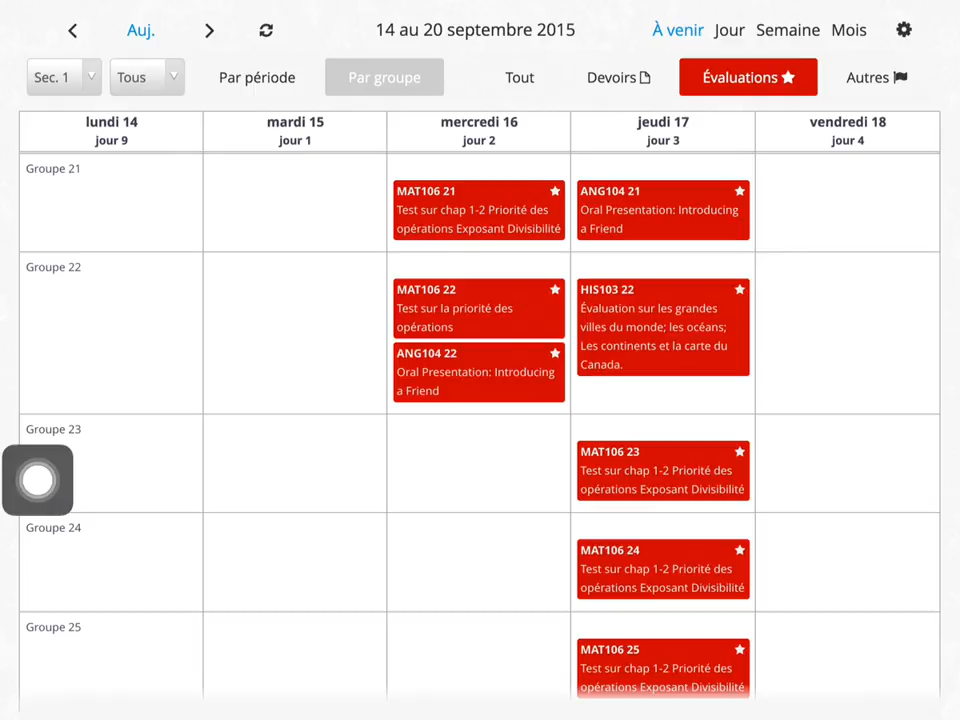 Auj.
14 au 20 septembre 2015
À venir Jour Semaine Mois
Sec. 1 Tous Par période Par groupe Tout Devoirs Évaluations Autres
lundi 14 mardi 15 mercredi 16 jeudi 17 vendredi 18
jour 9 jour 1 jour 2 jour 3 jour 4
Groupe 21
MAT106 21
Test sur chap 1-2 Priorité des
opérations Exposant Divisibilité
ANG104 21
Oral Presentation: Introducing
a Friend
Groupe 22
MAT106 22
Test sur la priorité des
opérations
ANG104 22
Oral Presentation: Introducing
a Friend
HIS103 22
Évaluation sur les grandes
villes du monde; les océans;
Les continents et la carte du
Canada.
Groupe 23
MAT106 23
Test sur chap 1-2 Priorité des
opérations Exposant Divisibilité
Groupe 24
MAT106 24
Test sur chap 1-2 Priorité des
opérations Exposant Divisibilité
Groupe 25
MAT106 25
Test sur chap 1-2 Priorité des
opérations Exposant Divisibilité